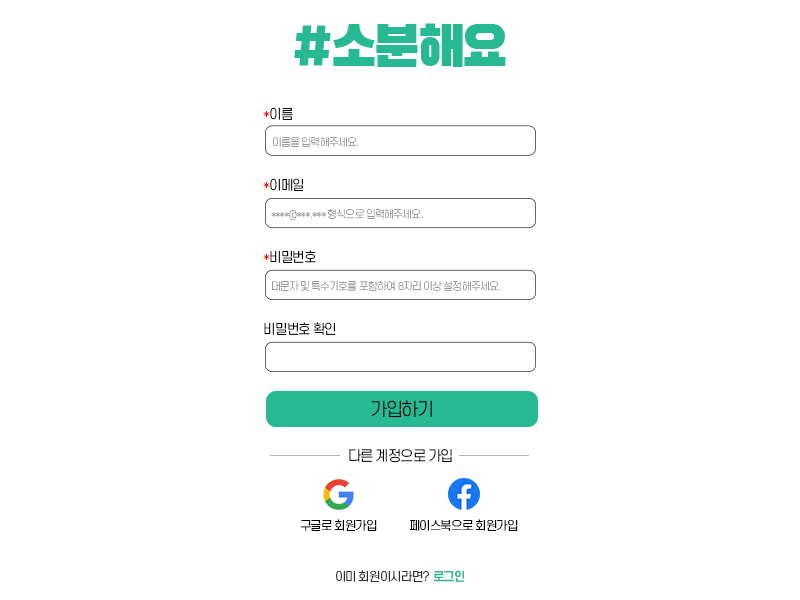 #소분해요
*이름
이름을 입력해주세요.
*이메일
****@***.*** 형식으로 입력해주세요.
*비밀번호
대문자 및 특수기호를 포함하여 8자리 이상 설정해주세요.
비밀번호 확인
가입하기
다른 계정으로 가입
구글로 회원가입
페이스북으로 회원가입
이미 회원이시라면? 로그인